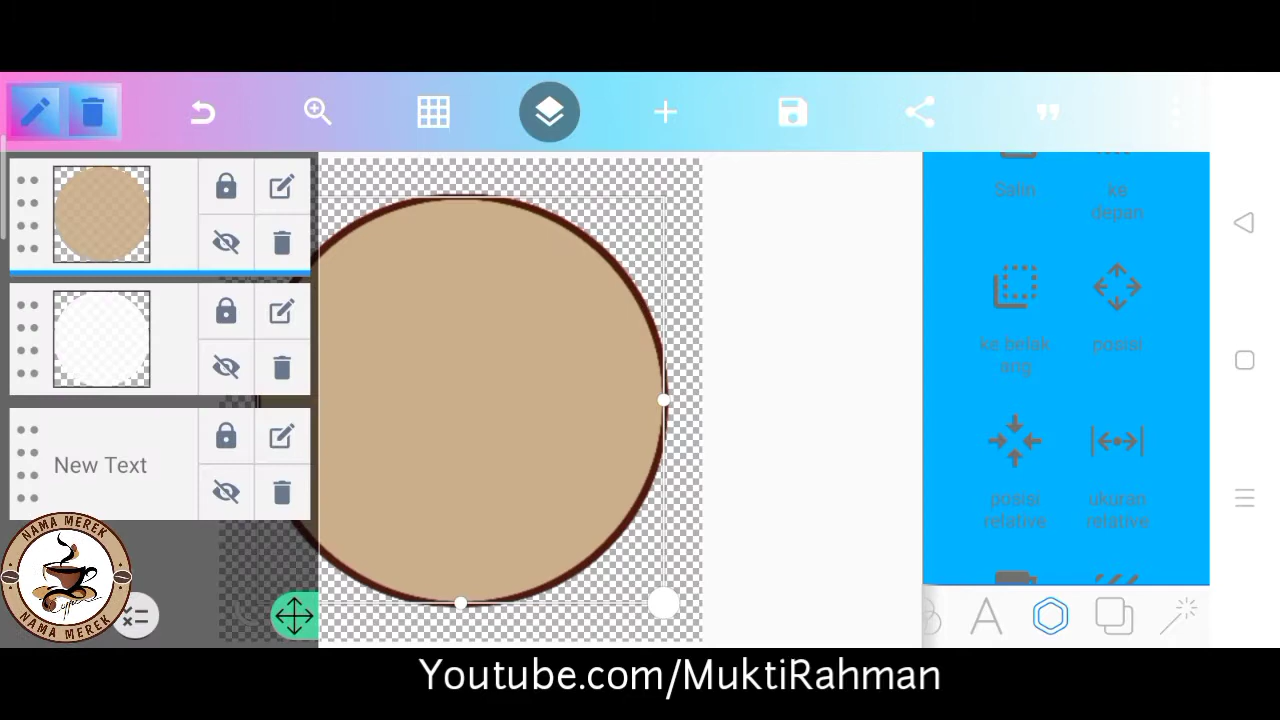 Salin
ke
depan
ke belak
ang
posisi
posisi
relative
ukuran
relative
New Text
NAMA MEREK
Coffee
NAMA MEREK
Youtube.com/MuktiRahman